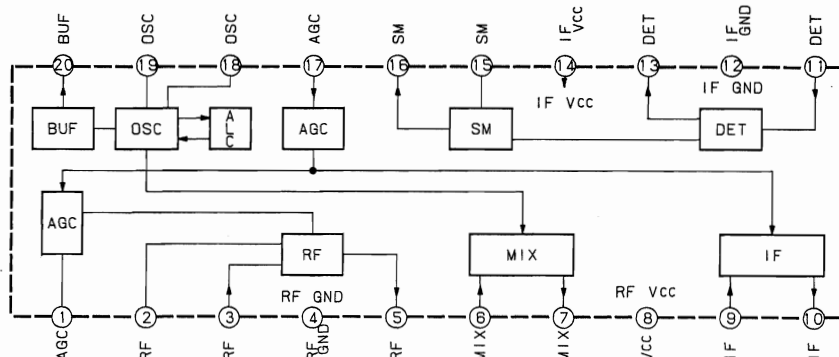 BUF OSC OSC AGC SM SM IF VCC DET IF GND DET
20 19 18 17 16 15 14 13 12 11
IF VCC IF GND
BUF OSC ALC AGC SM DET
AGC
RF MIX IF
RF GND RF VCC
1 2 3 4 5 6 7 8 9 10
AGC RF RF RF GND RF MIX MIX VCC IF IF